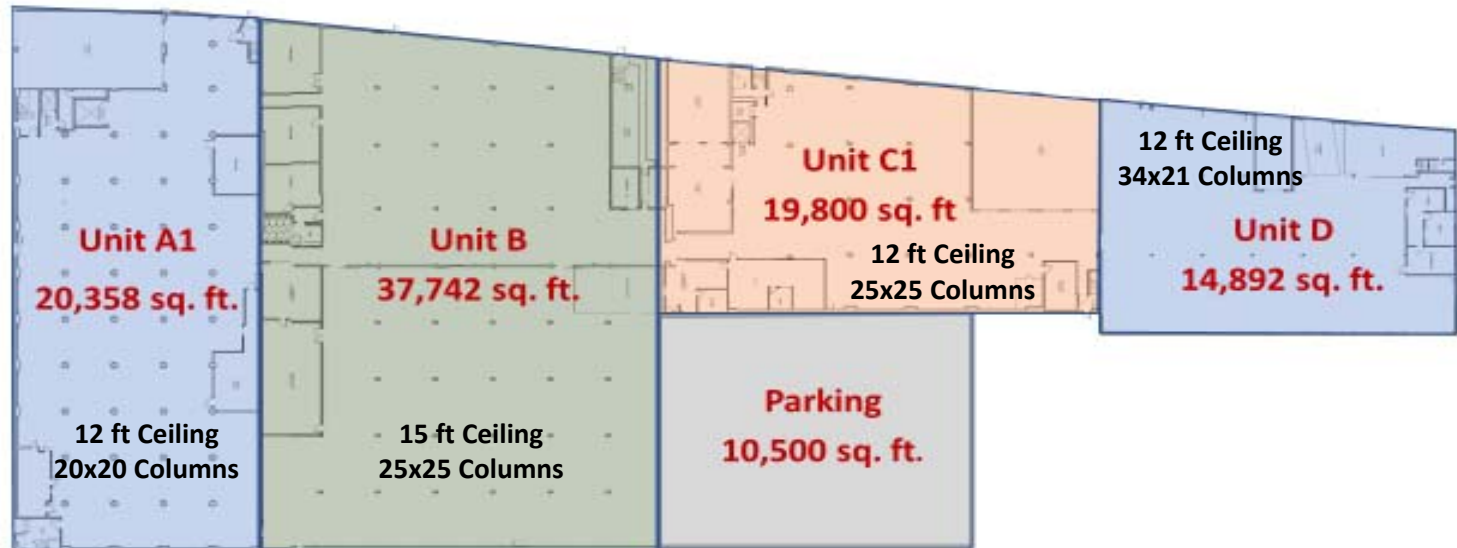 Unit A1
20,358 sq. ft.
12 ft Ceiling
20x20 Columns
Unit B
37,742 sq. ft.
15 ft Ceiling
25x25 Columns
Unit C1
19,800 sq. ft
12 ft Ceiling
25x25 Columns
12 ft Ceiling
34x21 Columns
Unit D
14,892 sq. ft.
Parking
10,500 sq. ft.